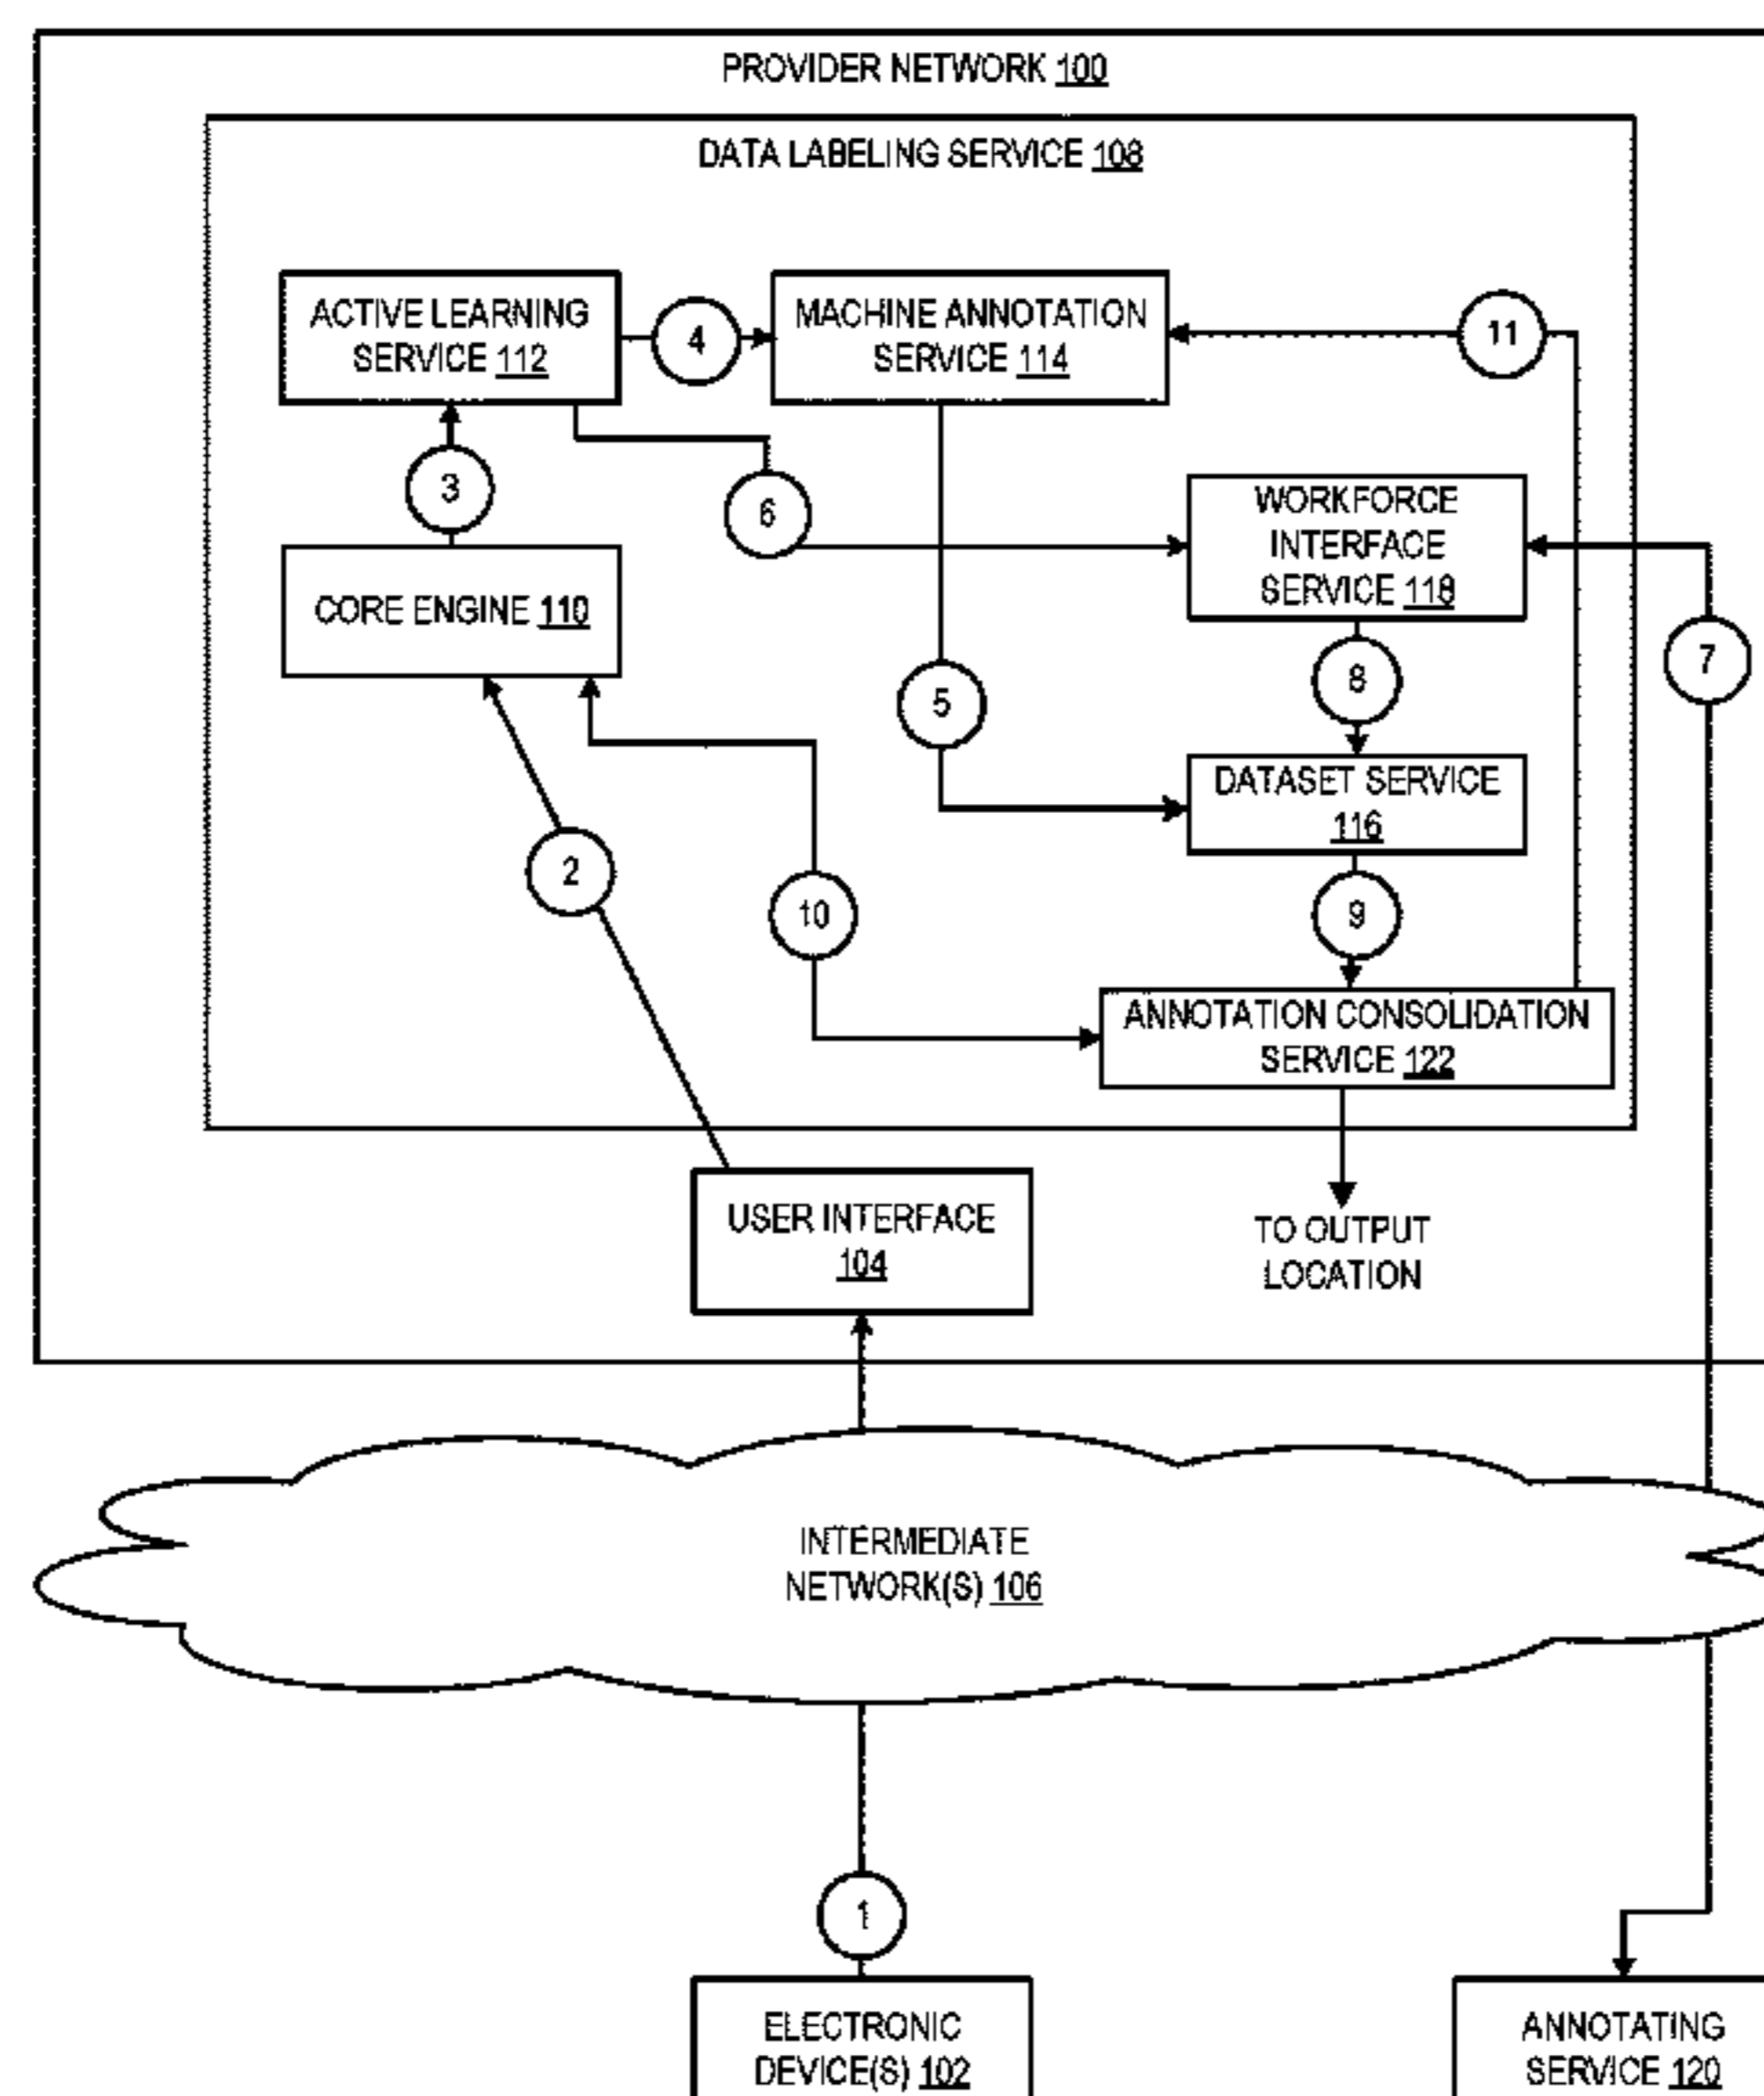 PROVIDER NETWORK 100
DATA LABELING SERVICE 108
ACTIVE LEARNING
SERVICE 112
4
MACHINE ANNOTATION
SERVICE 114
11
3
6
WORKFORCE
INTERFACE
SERVICE 118
CORE ENGINE 110
7
8
5
DATASET SERVICE
116
2
10
9
ANNOTATION CONSOLIDATION
SERVICE 122
USER INTERFACE
104
TO OUTPUT
LOCATION
INTERMEDIATE
NETWORK(S) 106
1
ELECTRONIC
DEVICE(S) 102
ANNOTATING
SERVICE 120